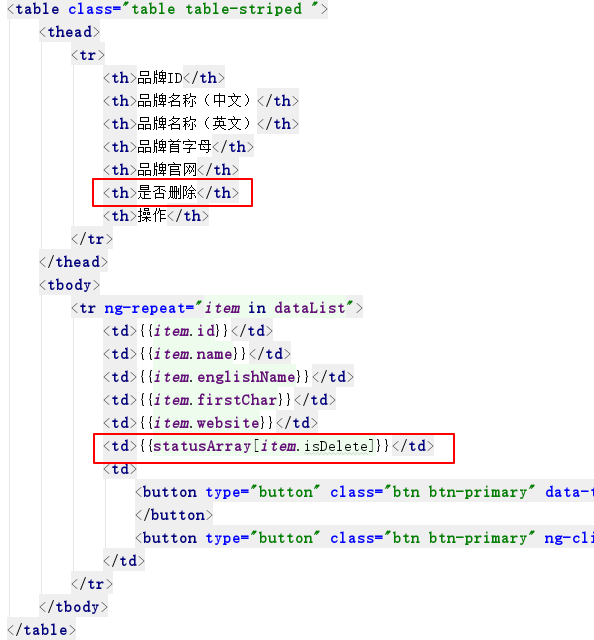 <table class="table table-striped ">
<thead>
<tr>
<th>品牌ID</th>
<th>品牌名称（中文）</th>
<th>品牌名称（英文）</th>
<th>品牌首字母</th>
<th>品牌官网</th>
<th>是否删除</th>
<th>操作</th>
</tr>
</thead>
<tbody>
<tr ng-repeat="item in dataList">
<td>{{item.id}}</td>
<td>{{item.name}}</td>
<td>{{item.englishName}}</td>
<td>{{item.firstChar}}</td>
<td>{{item.website}}</td>
<td>{{statusArray[item.isDelete]}}</td>
<td>
<button type="button" class="btn btn-primary" data-t
</button>
<button type="button" class="btn btn-primary" ng-cli
</td>
</tr>
</tbody>
</table>